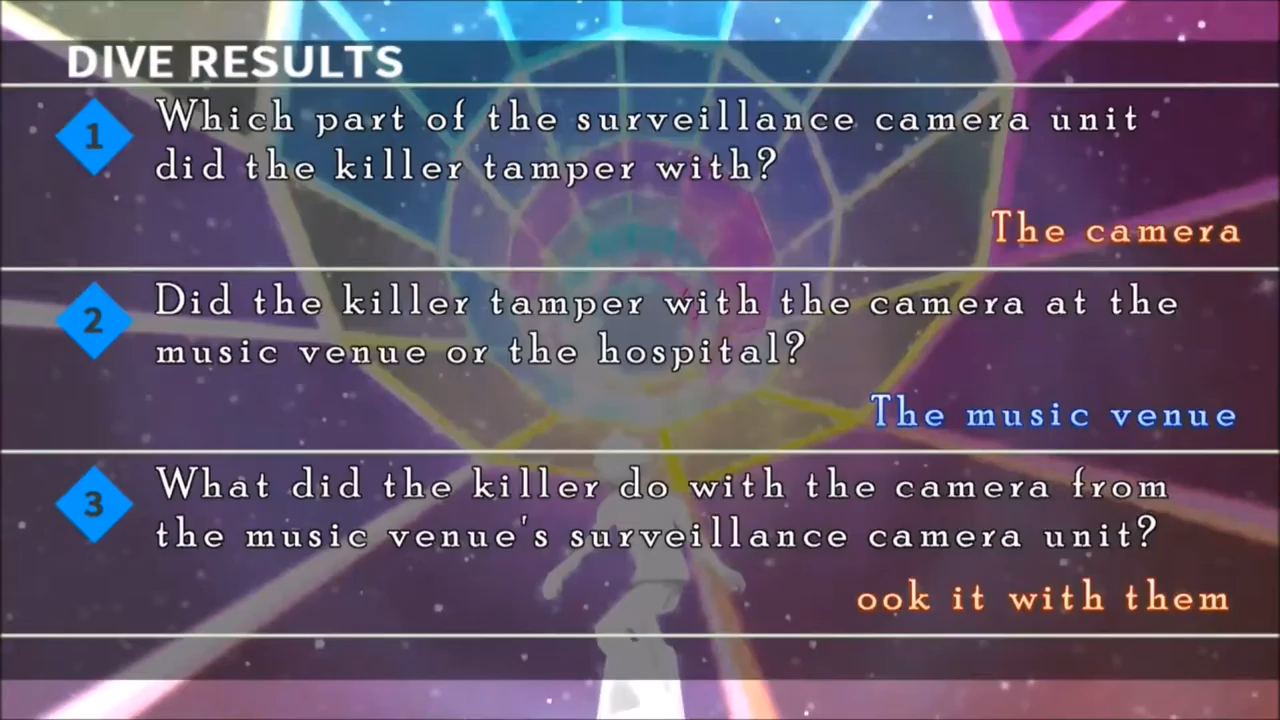 DIVE RESULTS
1
Which part of the surveillance camera unit
did the killer tamper with?
The camera
2
Did the killer tamper with the camera at the
music venue or the hospital?
The music venue
3
What did the killer do with the camera from
the music venue's surveillance camera unit?
ook it with them